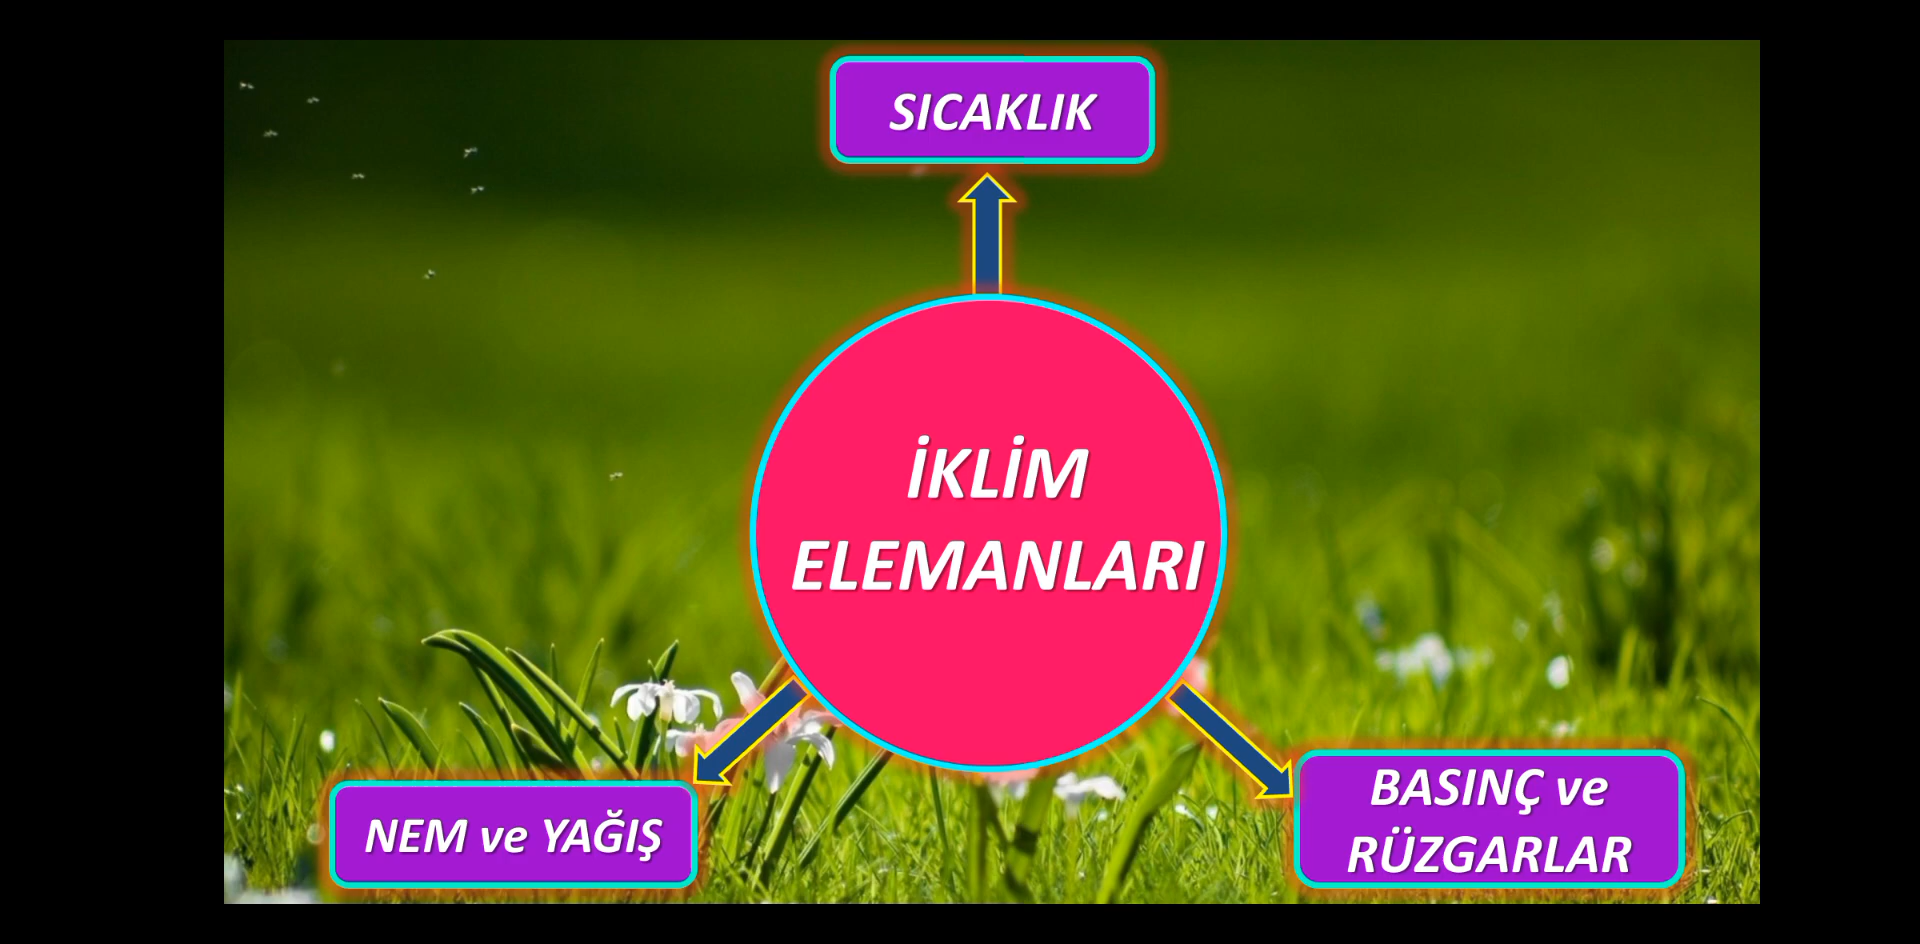 SICAKLIK
İKLİM
ELEMANLARI
NEM ve YAĞIŞ
BASINÇ ve
RÜZGARLAR